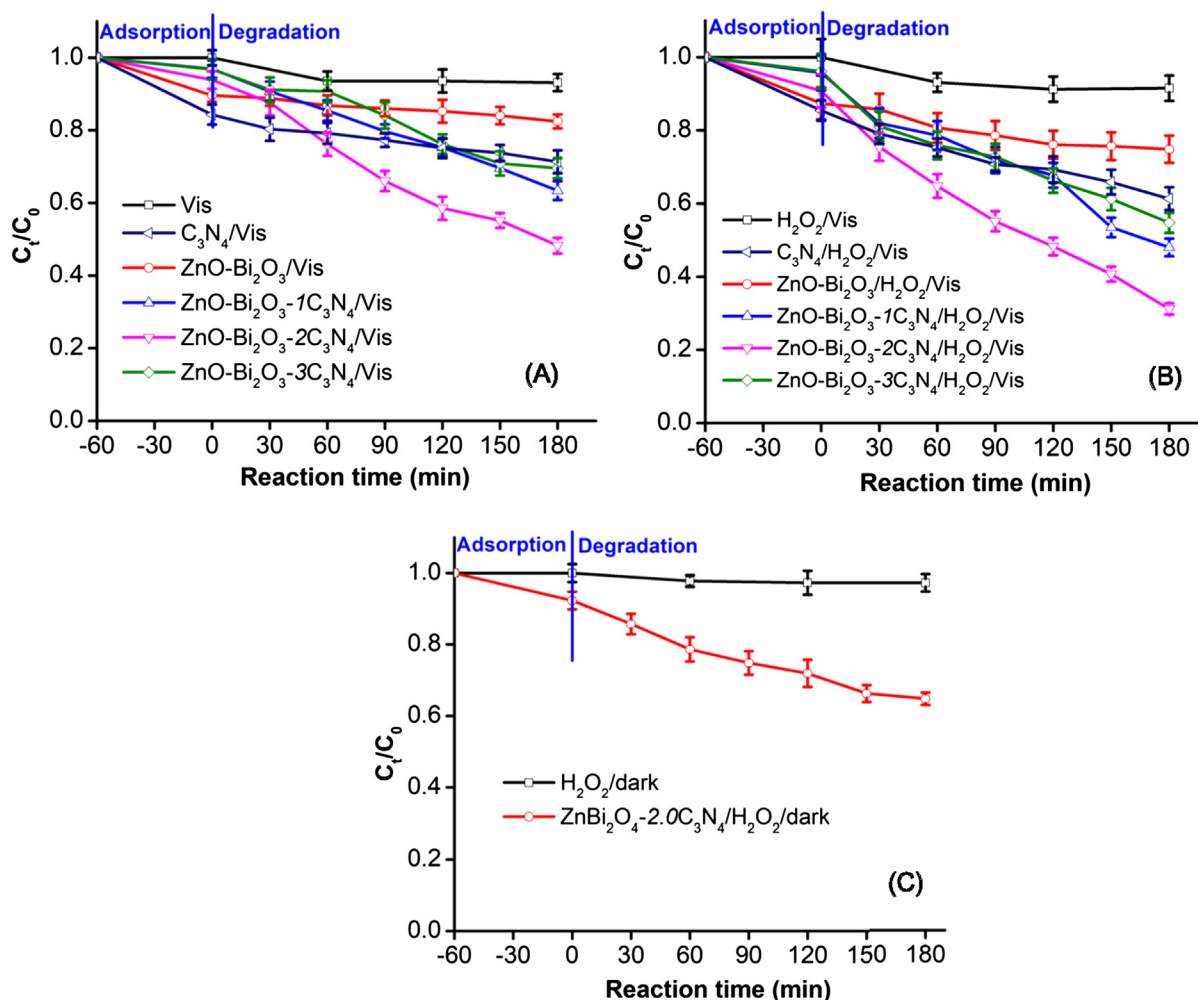 Adsorption Degradation
1.0
0.8
0.6
0.4
0.2
0.0
Cₜ/C₀
Vis
C₃N₄/Vis
ZnO-Bi₂O₃/Vis
ZnO-Bi₂O₃-1C₃N₄/Vis
ZnO-Bi₂O₃-2C₃N₄/Vis
ZnO-Bi₂O₃-3C₃N₄/Vis
(A)
-60 -30 0 30 60 90 120 150 180
Reaction time (min)
Adsorption Degradation
1.0
0.8
0.6
0.4
0.2
0.0
Cₜ/C₀
H₂O₂/Vis
C₃N₄/H₂O₂/Vis
ZnO-Bi₂O₃/H₂O₂/Vis
ZnO-Bi₂O₃-1C₃N₄/H₂O₂/Vis
ZnO-Bi₂O₃-2C₃N₄/H₂O₂/Vis
ZnO-Bi₂O₃-3C₃N₄/H₂O₂/Vis
(B)
-60 -30 0 30 60 90 120 150 180
Reaction time (min)
Adsorption Degradation
1.0
0.8
0.6
0.4
0.2
0.0
Cₜ/C₀
H₂O₂/dark
ZnBi₂O₄-2.0C₃N₄/H₂O₂/dark
(C)
-60 -30 0 30 60 90 120 150 180
Reaction time (min)